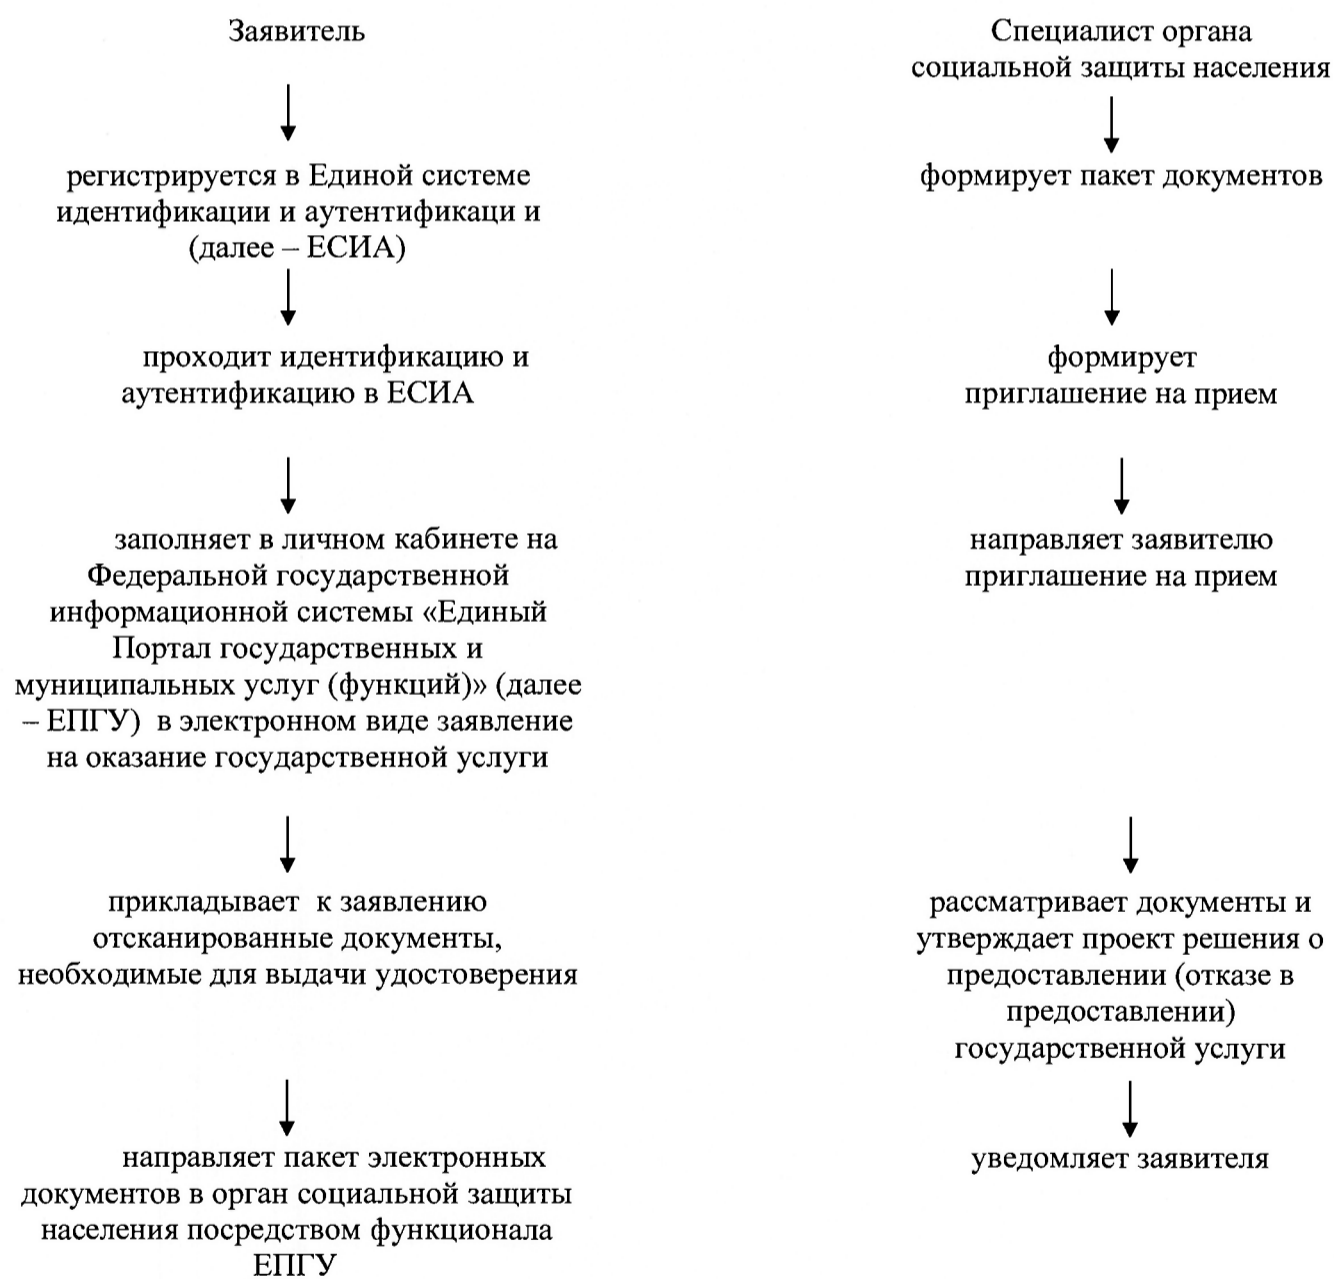 Заявитель
регистрируется в Единой системе
идентификации и аутентификаци и
(далее – ЕСИА)
проходит идентификацию и
аутентификацию в ЕСИА
заполняет в личном кабинете на
Федеральной государственной
информационной системы «Единый
Портал государственных и
муниципальных услуг (функций)» (далее
– ЕПГУ) в электронном виде заявление
на оказание государственной услуги
прикладывает к заявлению
отсканированные документы,
необходимые для выдачи удостоверения
направляет пакет электронных
документов в орган социальной защиты
населения посредством функционала
ЕПГУ
Специалист органа
социальной защиты населения
формирует пакет документов
формирует
приглашение на прием
направляет заявителю
приглашение на прием
рассматривает документы и
утверждает проект решения о
предоставлении (отказе в
предоставлении)
государственной услуги
уведомляет заявителя